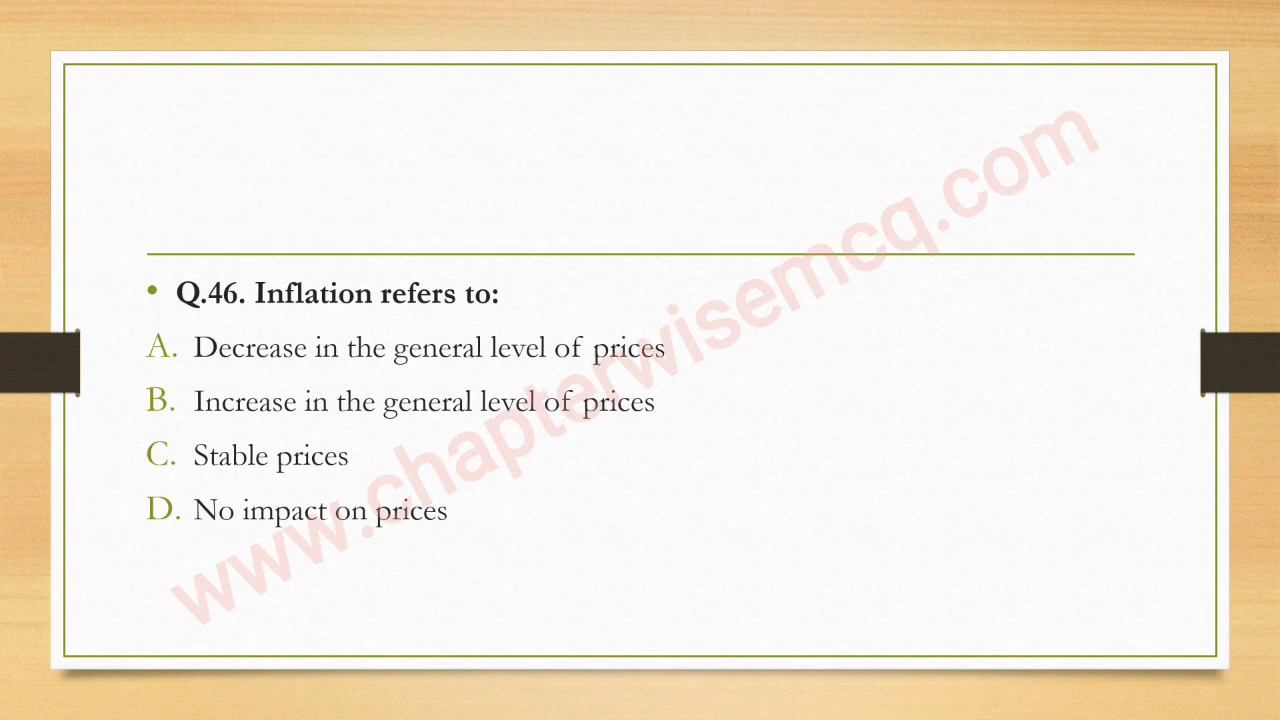 • Q.46. Inflation refers to:
A. Decrease in the general level of prices
B. Increase in the general level of prices
C. Stable prices
D. No impact on prices
www.chapterwisemcq.com